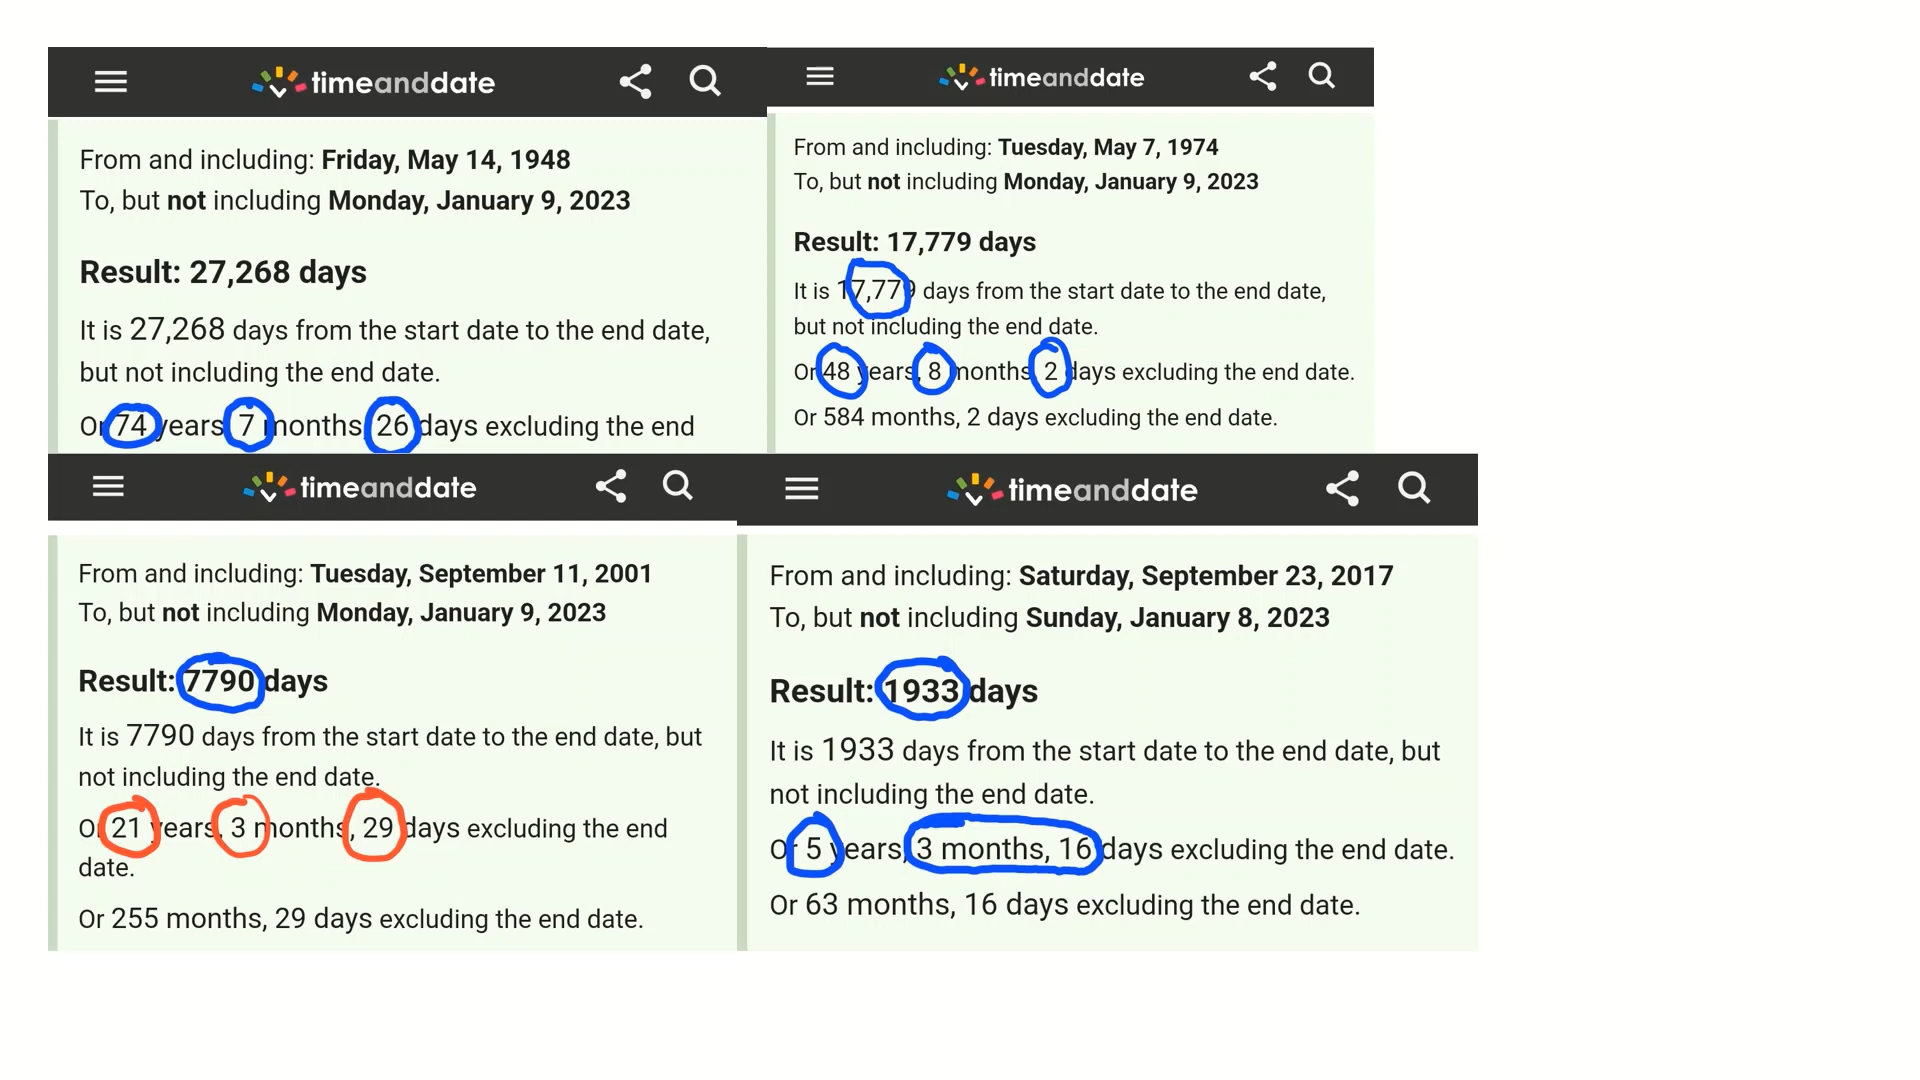 timeanddate
From and including: Friday, May 14, 1948
To, but not including Monday, January 9, 2023
Result: 27,268 days
It is 27,268 days from the start date to the end date,
but not including the end date.
Or 74 years, 7 months, 26 days excluding the end
timeanddate
From and including: Tuesday, May 7, 1974
To, but not including Monday, January 9, 2023
Result: 17,779 days
It is 17,779 days from the start date to the end date,
but not including the end date.
Or 48 years, 8 months, 2 days excluding the end date.
Or 584 months, 2 days excluding the end date.
timeanddate
From and including: Tuesday, September 11, 2001
To, but not including Monday, January 9, 2023
Result: 7790 days
It is 7790 days from the start date to the end date, but
not including the end date.
Or 21 years, 3 months, 29 days excluding the end
date.
Or 255 months, 29 days excluding the end date.
timeanddate
From and including: Saturday, September 23, 2017
To, but not including Sunday, January 8, 2023
Result: 1933 days
It is 1933 days from the start date to the end date, but
not including the end date.
Or 5 years, 3 months, 16 days excluding the end date.
Or 63 months, 16 days excluding the end date.